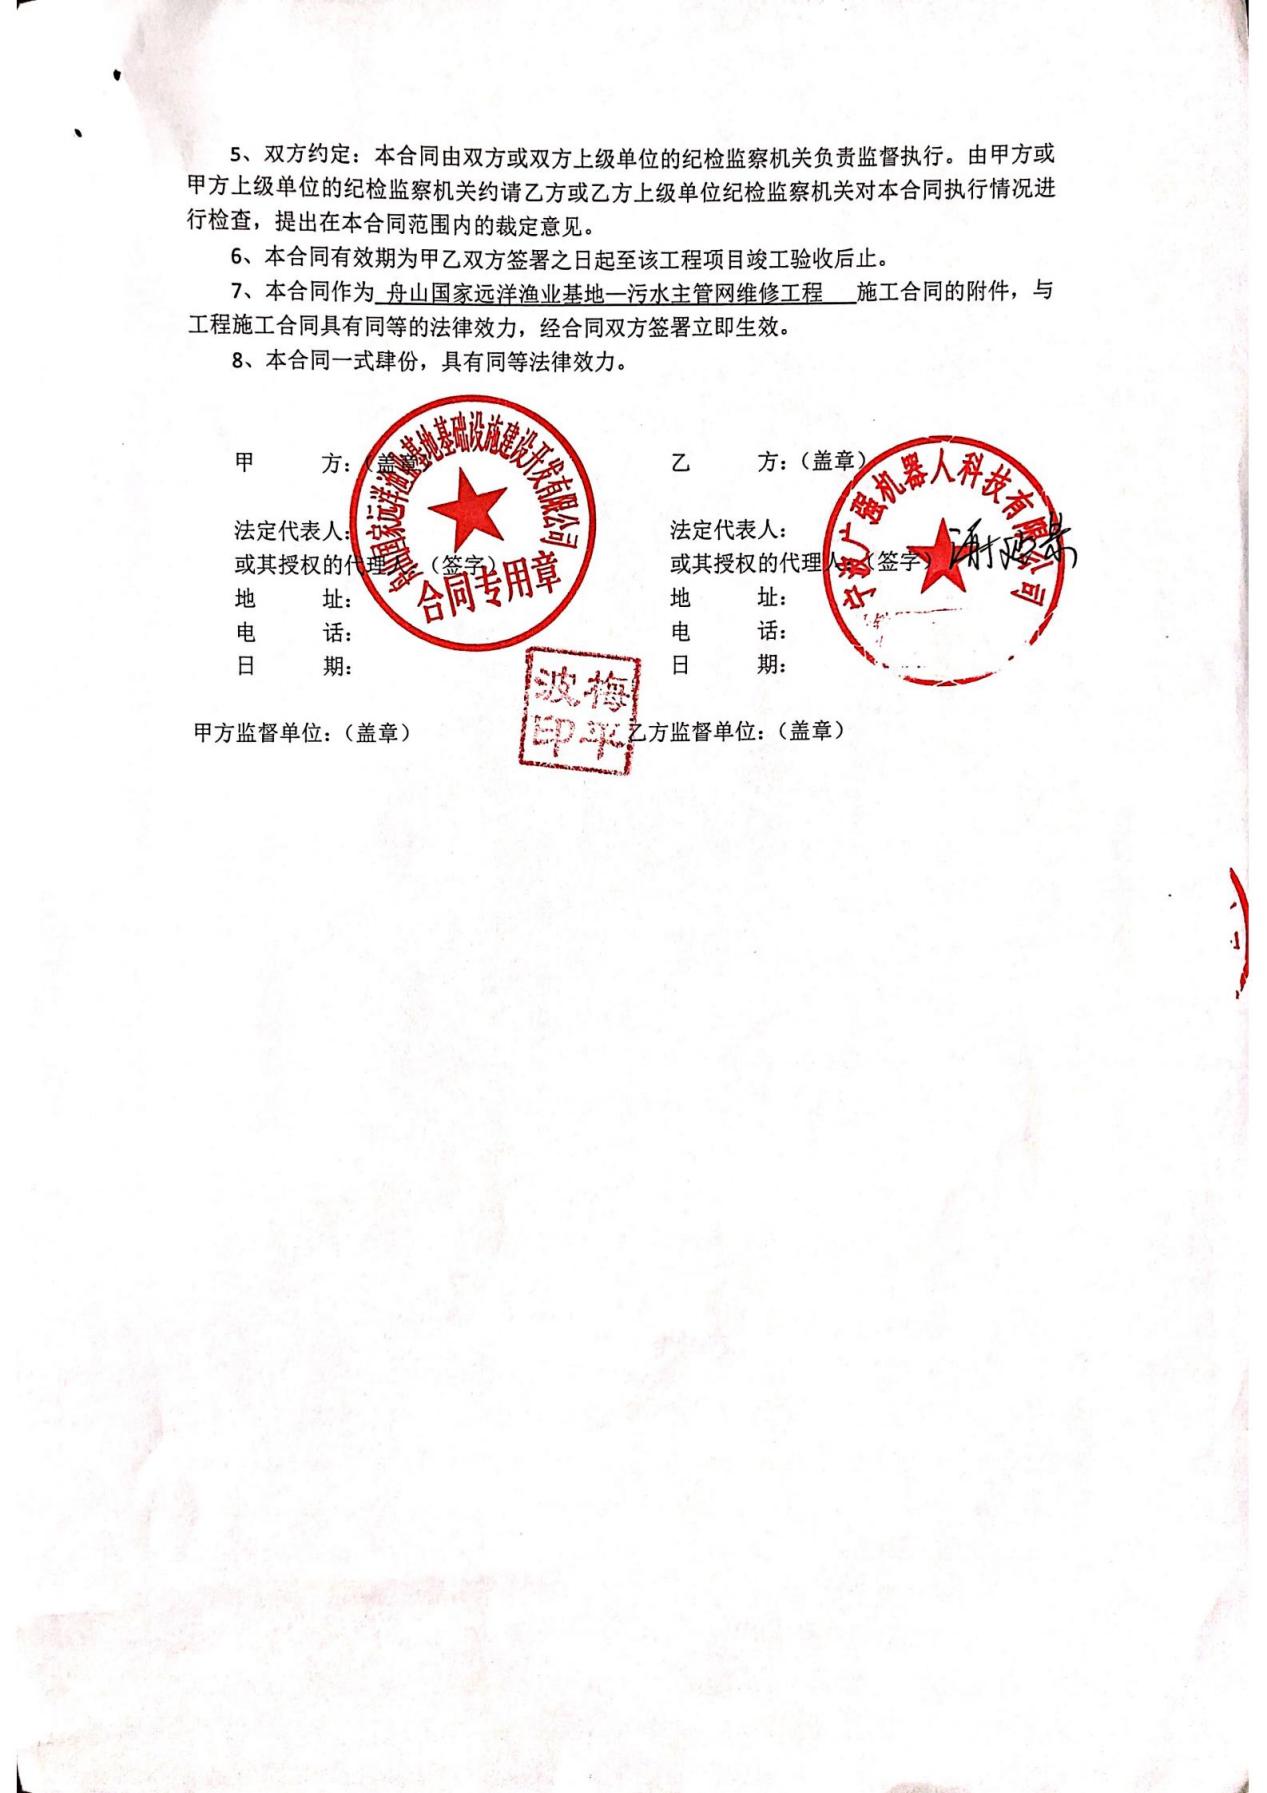 5、双方约定：本合同由双方或双方上级单位的纪检监察机关负责监督执行。由甲方或
甲方上级单位的纪检监察机关约请乙方或乙方上级单位纪检监察机关对本合同执行情况进
行检查，提出在本合同范围内的裁定意见。
6、本合同有效期为甲乙双方签署之日起至该工程项目竣工验收后止。
7、本合同作为 舟山国家远洋渔业基地—污水主管网维修工程 施工合同的附件，与
工程施工合同具有同等的法律效力，经合同双方签署立即生效。
8、本合同一式肆份，具有同等法律效力。
甲 方：（盖章） 乙 方：（盖章）
国家远洋渔业基地基础设施建设开发有限公司
合同专用章
宁波广强机器人科技有限公司
法定代表人： 法定代表人：
或其授权的代理人：（签字） 或其授权的代理人：（签字）
地 址： 地 址：
电 话： 电 话：
日 期： 日 期：
梅平波印
甲方监督单位：（盖章） 乙方监督单位：（盖章）